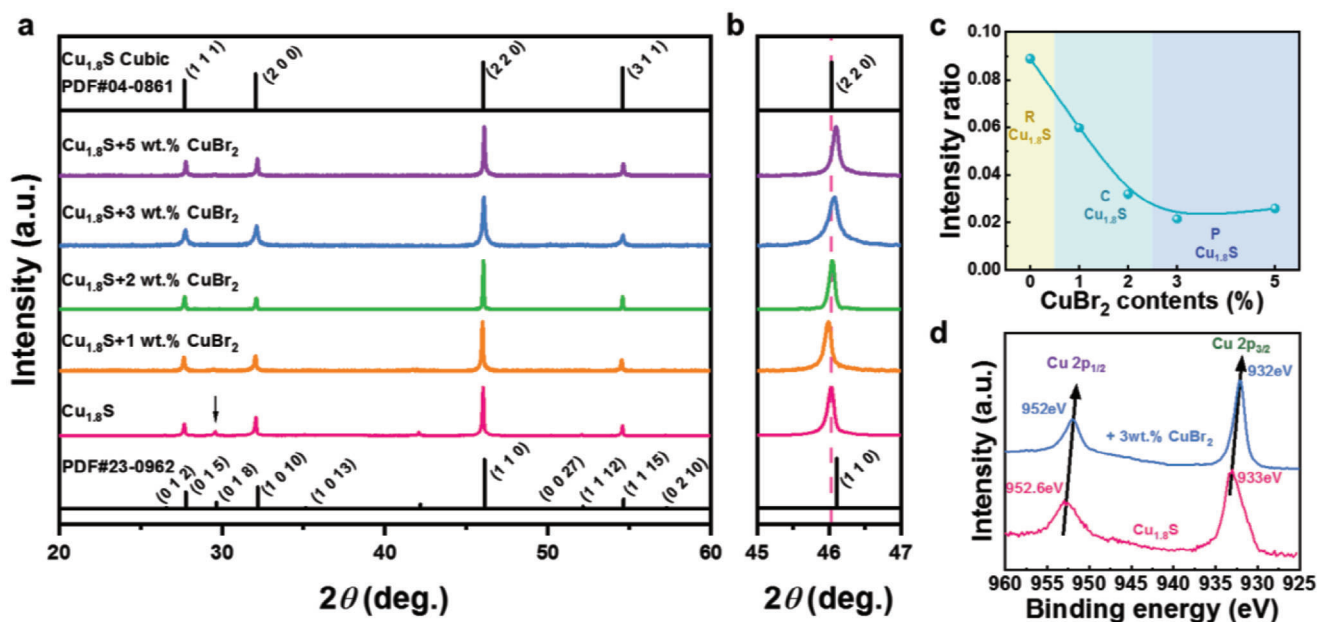 a
Intensity (a.u.)
Cu1.8S Cubic
PDF#04-0861
(1 1 1)
(2 0 0)
(2 2 0)
(3 1 1)
Cu1.8S+5 wt.% CuBr2
Cu1.8S+3 wt.% CuBr2
Cu1.8S+2 wt.% CuBr2
Cu1.8S+1 wt.% CuBr2
Cu1.8S
PDF#23-0962
(0 1 2)
(0 1 5)
(0 1 8)
(1 0 10)
(1 0 13)
(1 1 0)
(0 0 27)
(1 1 12)
(1 1 15)
(0 2 10)
20 30 40 50 60
2θ (deg.)
b
(2 2 0)
(1 1 0)
45 46 47
2θ (deg.)
c
Intensity ratio
0.10
0.08
0.06
0.04
0.02
0.00
R
Cu1.8S
C
Cu1.8S
P
Cu1.8S
0 1 2 3 5
CuBr2 contents (%)
d
Intensity (a.u.)
Cu 2p1/2
Cu 2p3/2
932eV
952eV
+ 3wt.% CuBr2
952.6eV
933eV
Cu1.8S
960 955 950 945 940 935 930 925
Binding energy (eV)